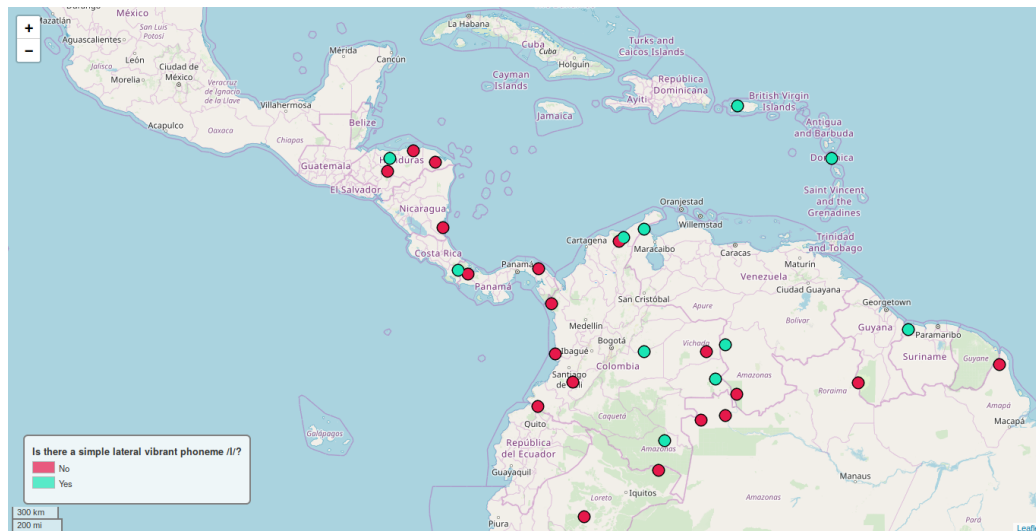 +
−
Durango
Mazatlán
Aguascalientes
San Luis
Potosí
León
Jalisco
Ciudad de
México
Morelia
México
Veracruz
de Ignacio
de la Llave
Acapulco
Oaxaca
Villahermosa
Chiapas
Mérida
Cancún
Belize
Guatemala
El Salvador
Honduras
Nicaragua
Costa Rica
Panamá
Panamá
La Habana
Cuba
Cuba
Holguin
Cayman
Islands
Jamaica
Turks and
Caicos Islands
República
Dominicana
Ayiti
British Virgin
Islands
Antigua
and Barbuda
Dominica
Saint Vincent
and the
Grenadines
Oranjestad
Willemstad
Trinidad
and Tobago
Cartagena
Maracaibo
Caracas
Maturín
Venezuela
Ciudad Guayana
San Cristóbal
Apure
Bolívar
Medellín
Bogotá
Ibagué
Santiago
de Cali
Colombia
Vichada
Amazonas
Caquetá
Amazonas
Georgetown
Guyana
Paramaribo
Suriname
Guyane
Roraima
Amapá
Macapá
Quito
República
del Ecuador
Guayaquil
Galápagos
Loreto
Iquitos
Piura
Amazonas
Manaus
Pará
Is there a simple lateral vibrant phoneme /l/?
No
Yes
300 km
200 mi